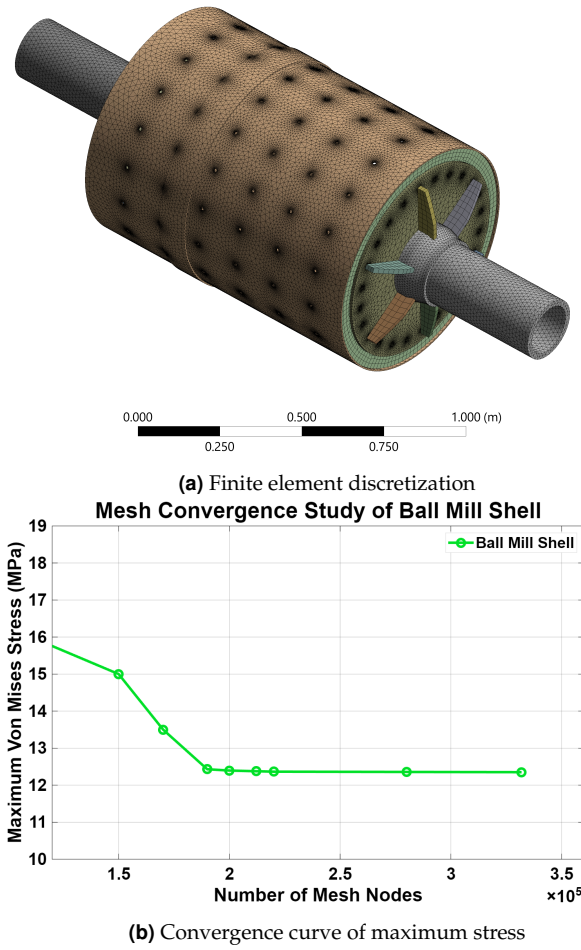 0.000 0.500 1.000 (m)
0.250 0.750
(a) Finite element discretization
Mesh Convergence Study of Ball Mill Shell
Ball Mill Shell
Maximum Von Mises Stress (MPa)
19
18
17
16
15
14
13
12
11
10
1.5 2 2.5 3 3.5
×10⁵
Number of Mesh Nodes
(b) Convergence curve of maximum stress